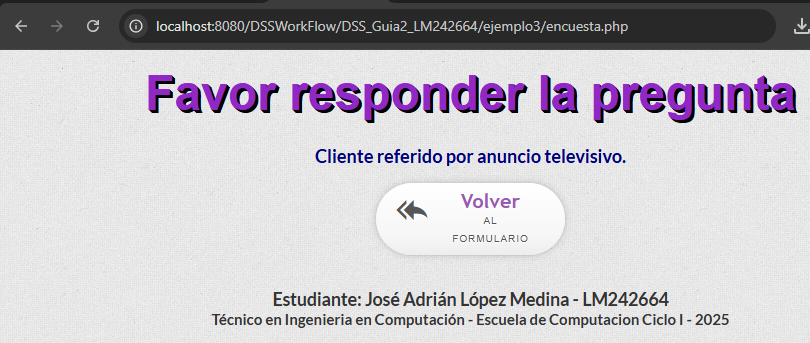 localhost:8080/DSSWorkFlow/DSS_Guia2_LM242664/ejemplo3/encuesta.php
Favor responder la pregunta
Cliente referido por anuncio televisivo.
Volver
AL
FORMULARIO
Estudiante: José Adrián López Medina - LM242664
Técnico en Ingenieria en Computación - Escuela de Computacion Ciclo I - 2025